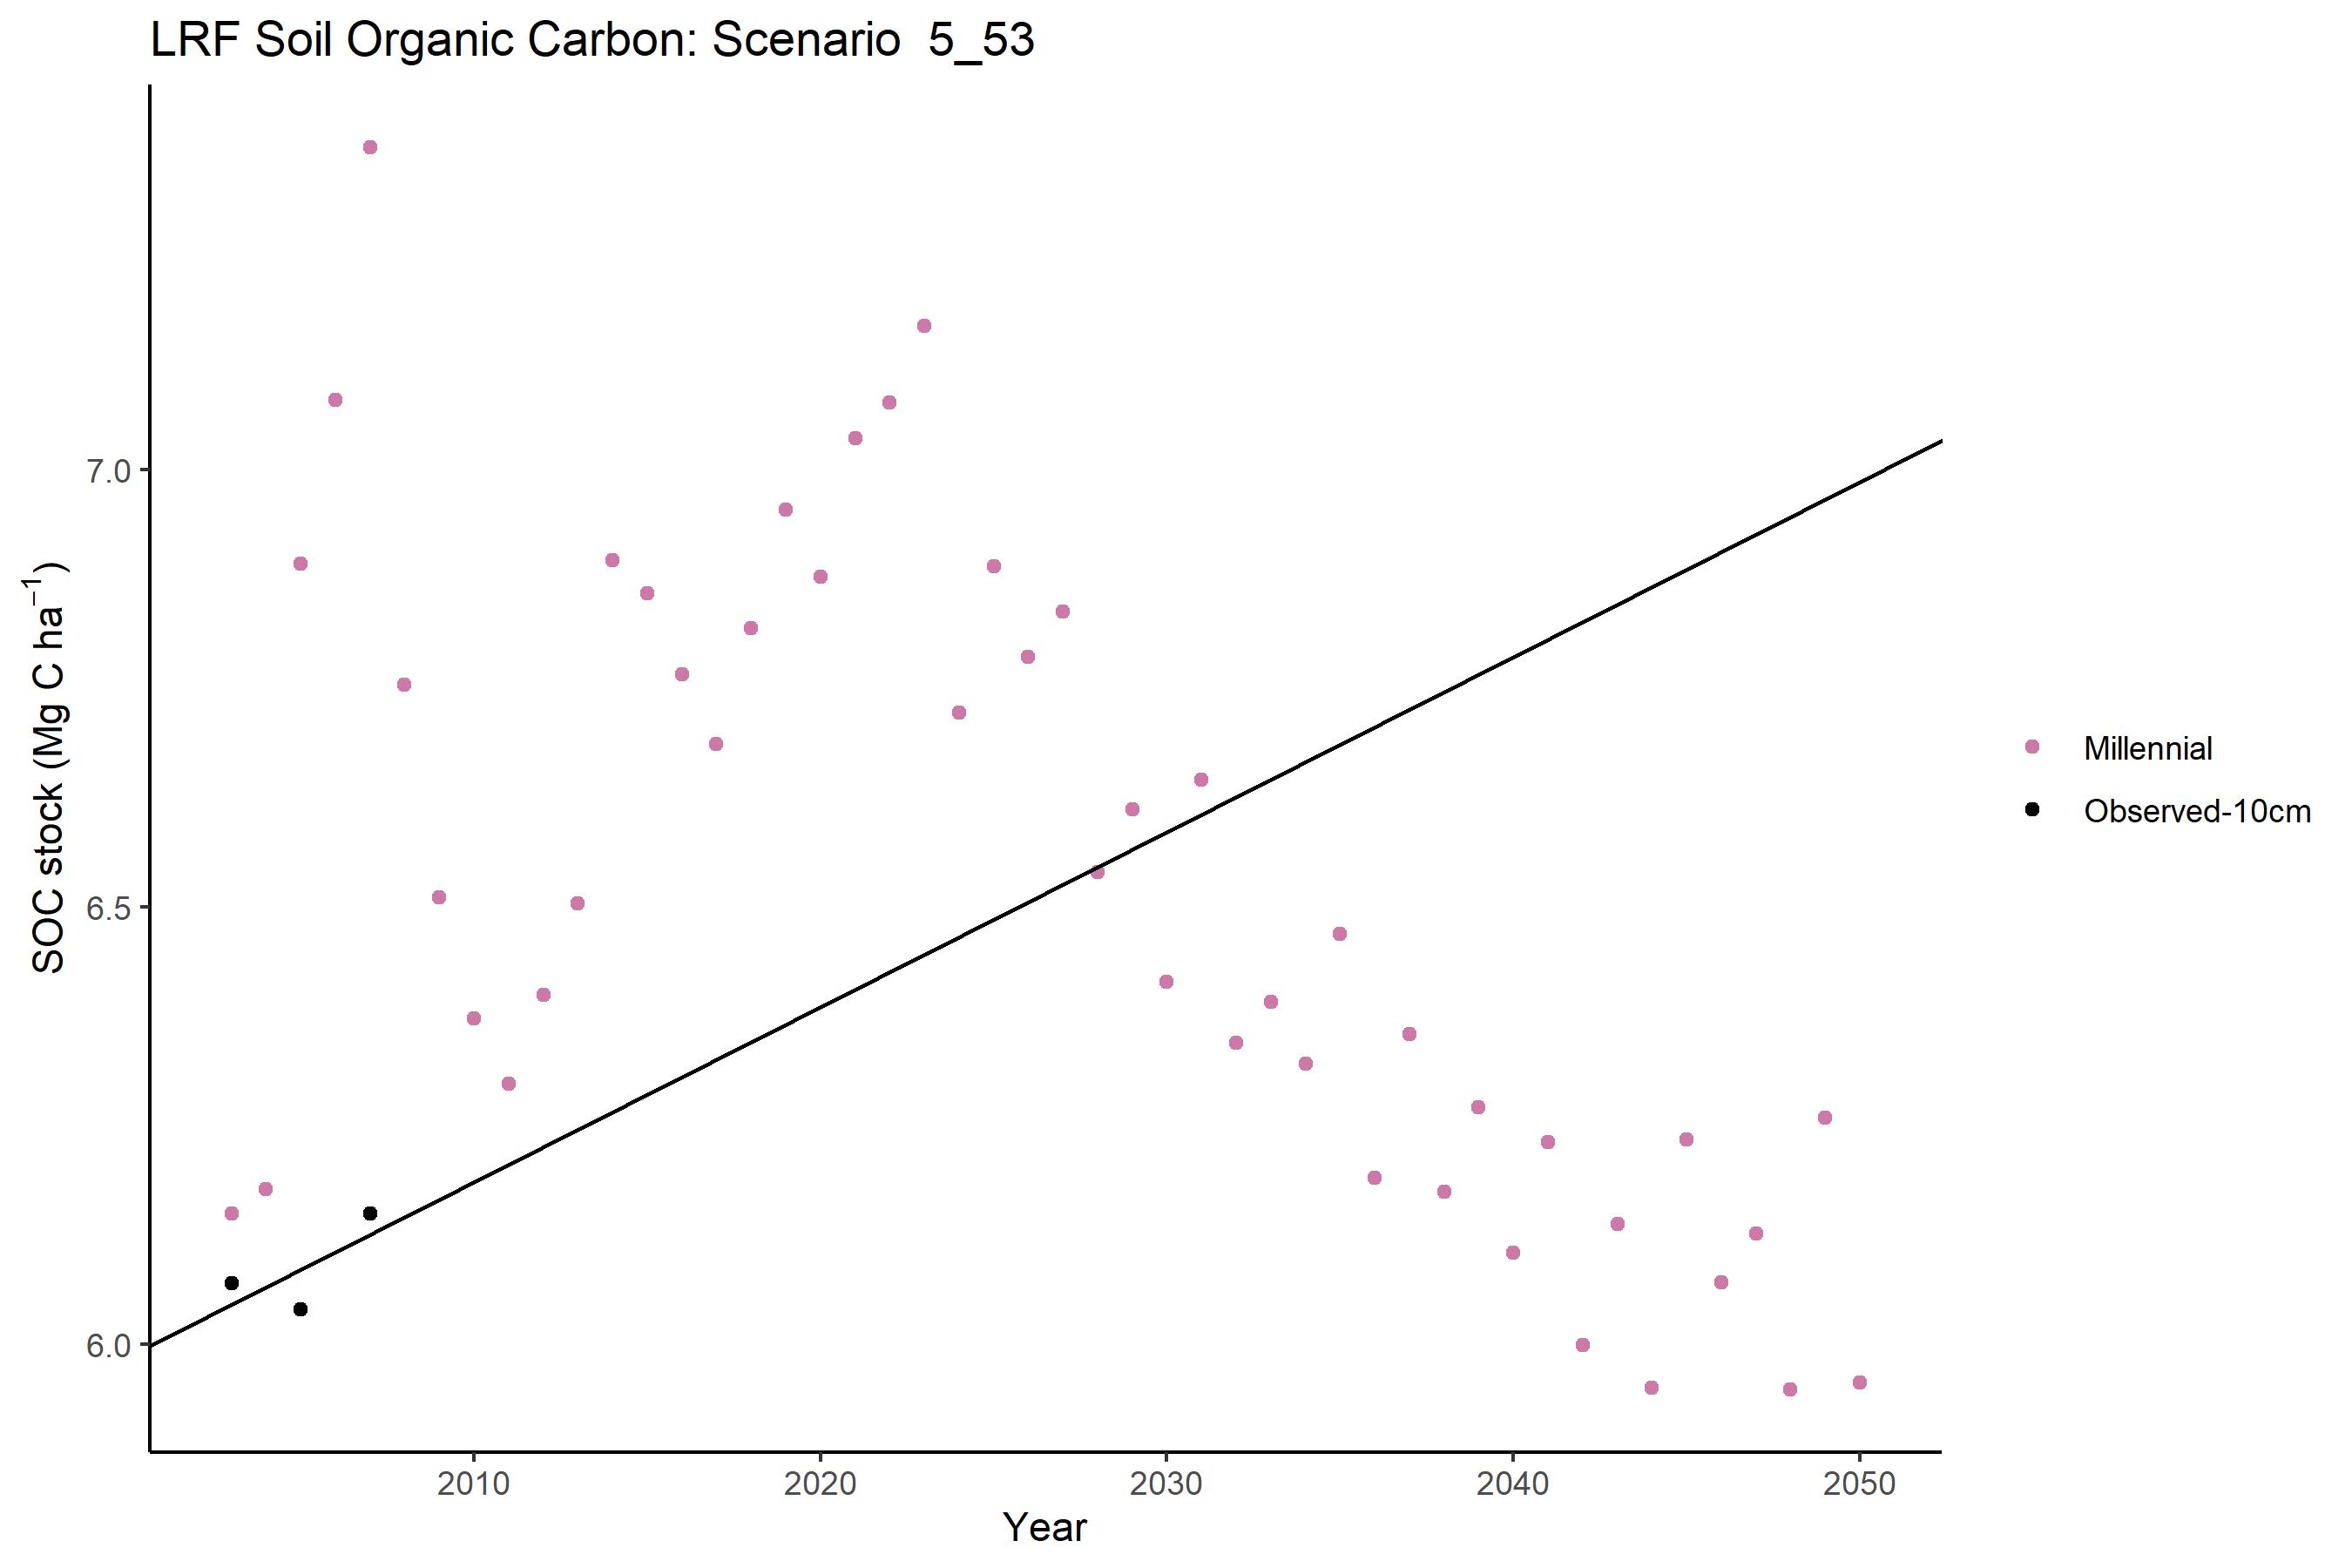 LRF Soil Organic Carbon: Scenario  5_53
SOC stock (Mg C ha⁻¹)
7.0
6.5
6.0
2010 2020 2030 2040 2050
Year
Millennial
Observed-10cm